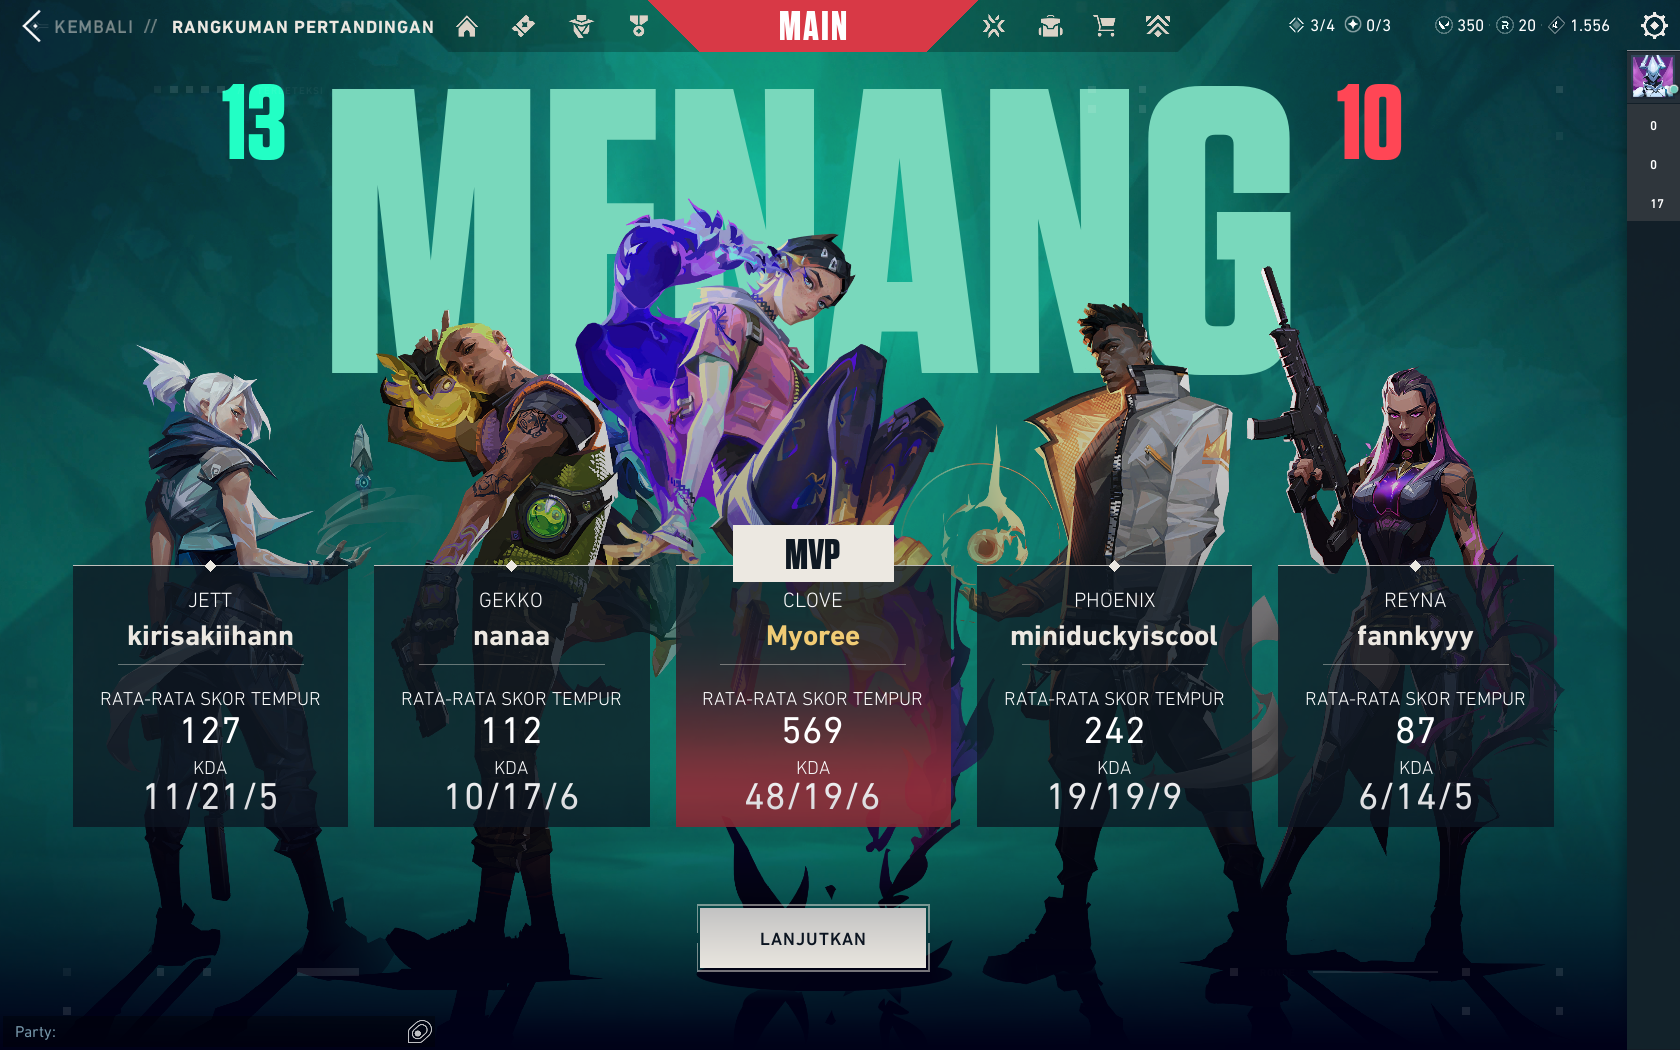 KEMBALI // RANGKUMAN PERTANDINGAN
MAIN
3/4 0/3 350 20 1.556
13
MENANG
10
0
0
17
MVP
JETT
kirisakiihann
RATA-RATA SKOR TEMPUR
127
KDA
11/21/5
GEKKO
nanaa
RATA-RATA SKOR TEMPUR
112
KDA
10/17/6
CLOVE
Myoree
RATA-RATA SKOR TEMPUR
569
KDA
48/19/6
PHOENIX
miniduckyiscool
RATA-RATA SKOR TEMPUR
242
KDA
19/19/9
REYNA
fannkyyy
RATA-RATA SKOR TEMPUR
87
KDA
6/14/5
LANJUTKAN
Party: